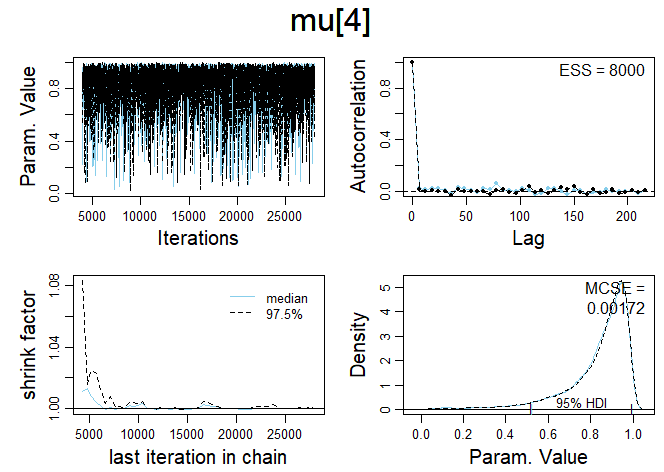 mu[4]
Param. Value
0.0 0.4 0.8
5000 10000 15000 20000 25000
Iterations
Autocorrelation
0.0 0.4 0.8
ESS = 8000
0 50 100 150 200
Lag
shrink factor
1.00 1.04 1.08
median
97.5%
5000 10000 15000 20000 25000
last iteration in chain
Density
0 1 2 3 4 5
MCSE =
0.00172
95% HDI
0.0 0.2 0.4 0.6 0.8 1.0
Param. Value